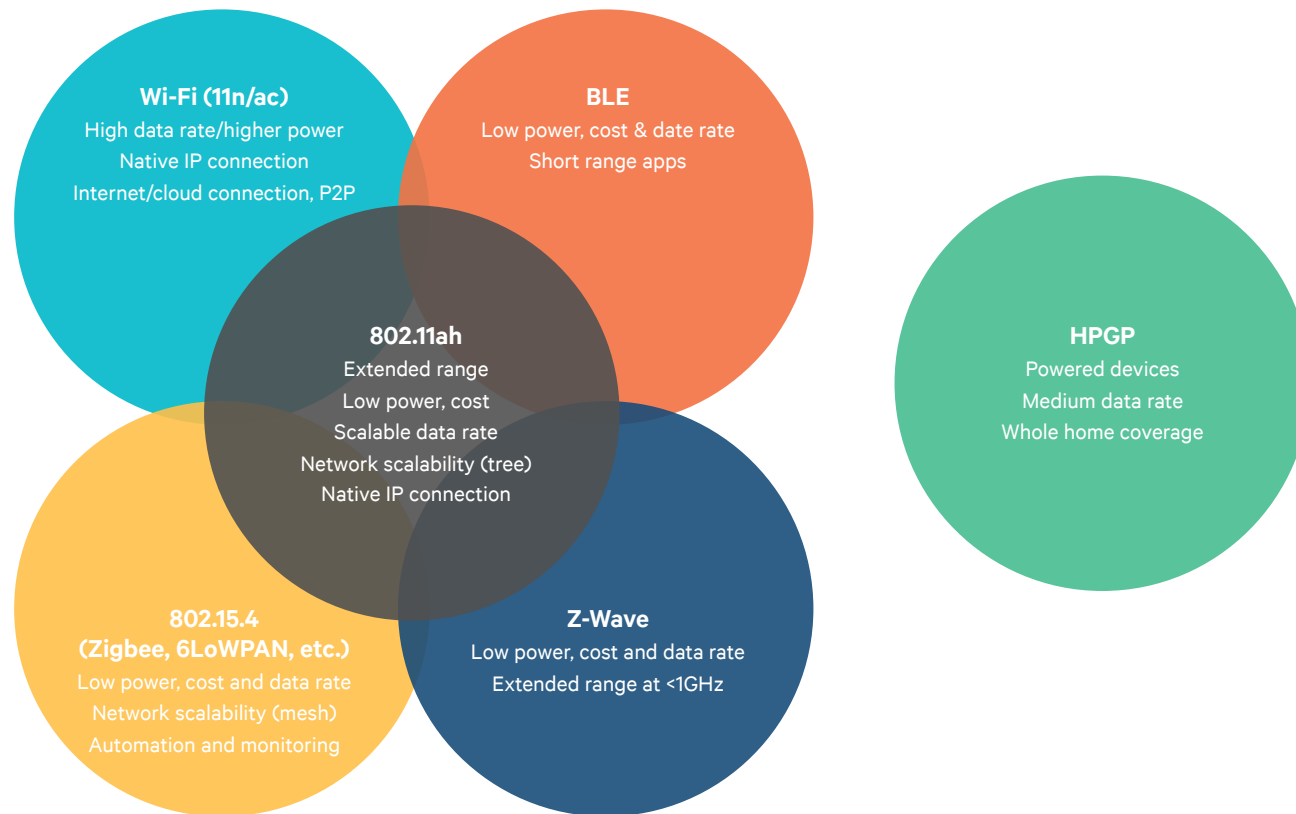 Wi-Fi (11n/ac)
High data rate/higher power
Native IP connection
Internet/cloud connection, P2P
BLE
Low power, cost & date rate
Short range apps
802.11ah
Extended range
Low power, cost
Scalable data rate
Network scalability (tree)
Native IP connection
HPGP
Powered devices
Medium data rate
Whole home coverage
802.15.4
(Zigbee, 6LoWPAN, etc.)
Low power, cost and data rate
Network scalability (mesh)
Automation and monitoring
Z-Wave
Low power, cost and data rate
Extended range at <1GHz